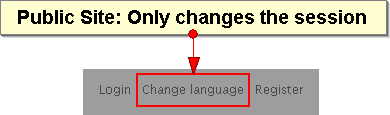 Public Site: Only changes the session
Login Change language Register